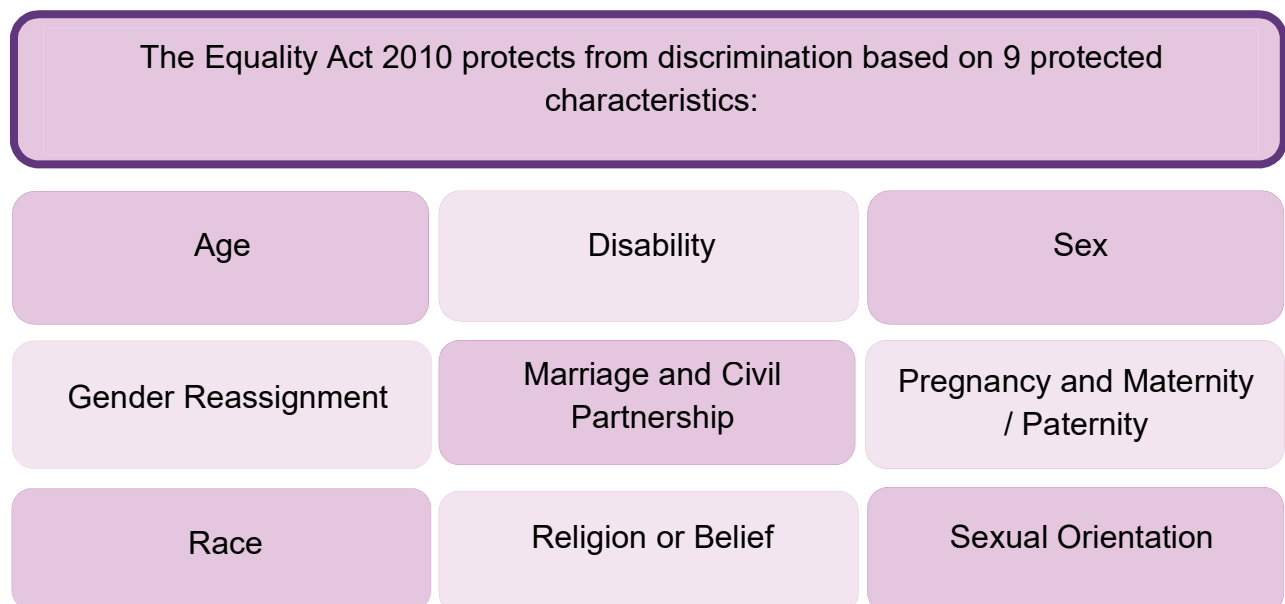 The Equality Act 2010 protects from discrimination based on 9 protected
characteristics:
Age
Disability
Sex
Gender Reassignment
Marriage and Civil
Partnership
Pregnancy and Maternity
/ Paternity
Race
Religion or Belief
Sexual Orientation